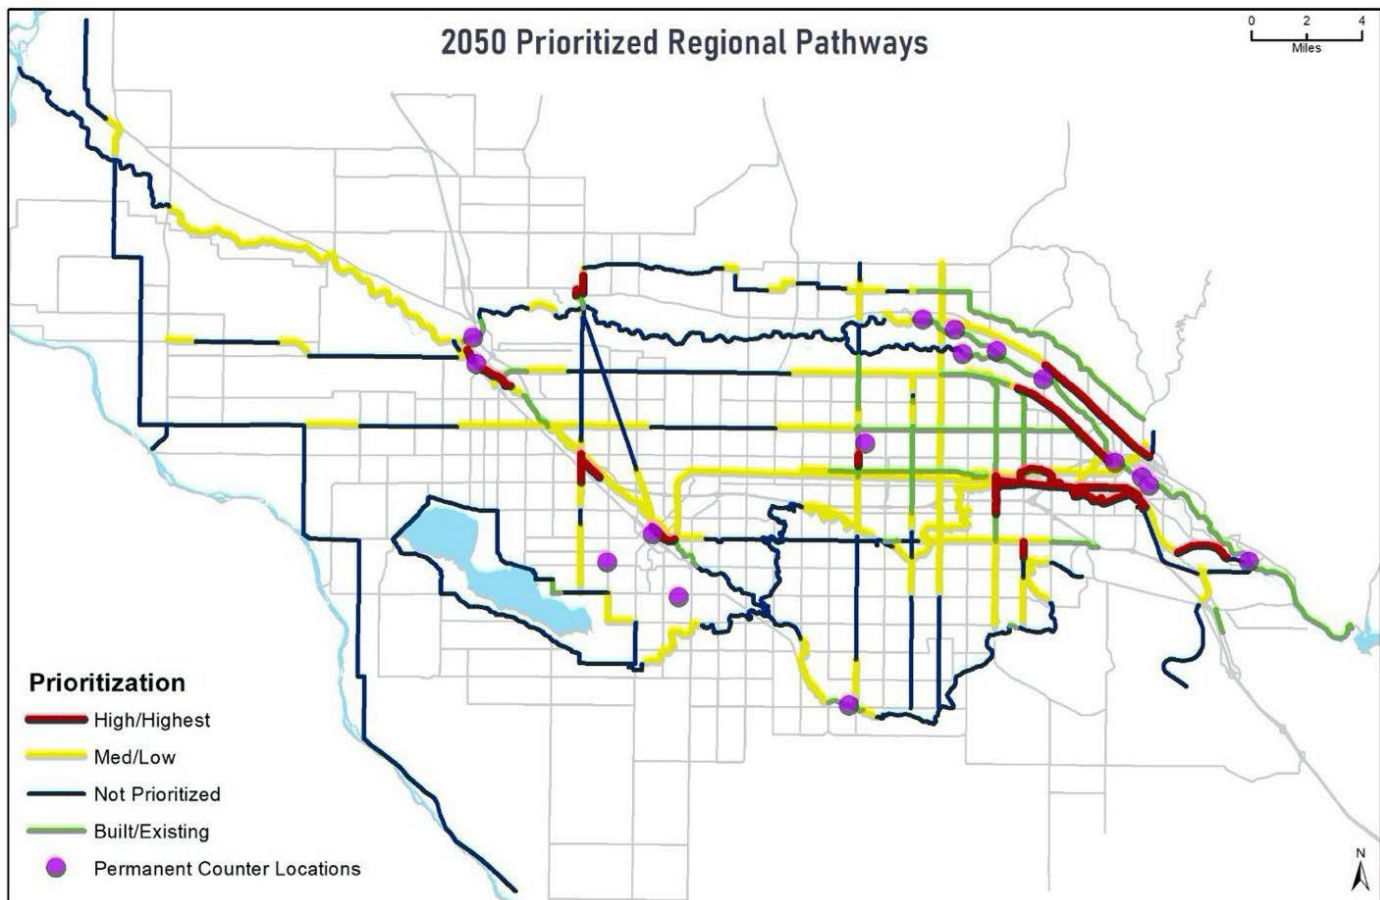 2050 Prioritized Regional Pathways
0 2 4
Miles
Prioritization
High/Highest
Med/Low
Not Prioritized
Built/Existing
Permanent Counter Locations
N